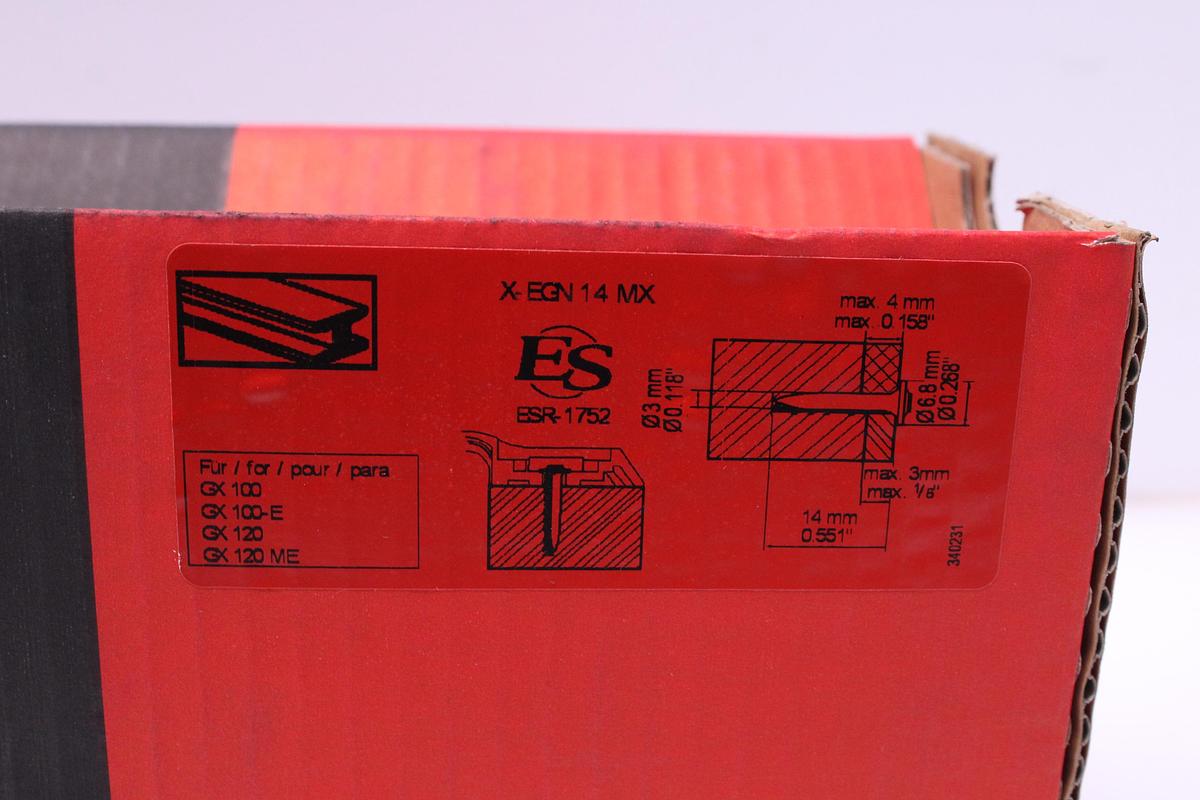 X-EGN 14 MX
ES
ESR-1752
Für / for / pour / para
GX 100
GX 100-E
GX 120
GX 120 ME
max. 4 mm
max. 0.158"
Ø3 mm
Ø0.118"
Ø6.8 mm
Ø0.268"
max. 3mm
max. ⅛"
14 mm
0.551"
340231